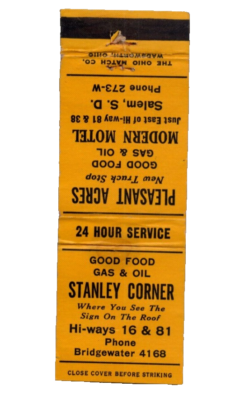 THE OHIO MATCH CO.
WADSWORTH, OHIO
PLEASANT ACRES
New Truck Stop
GOOD FOOD
GAS & OIL
MODERN MOTEL
Just East of Hi-way 81 & 38
Salem, S. D.
Phone 273-W
24 HOUR SERVICE
GOOD FOOD
GAS & OIL
STANLEY CORNER
Where You See The
Sign On The Roof
Hi-ways 16 & 81
Phone
Bridgewater 4168
CLOSE COVER BEFORE STRIKING